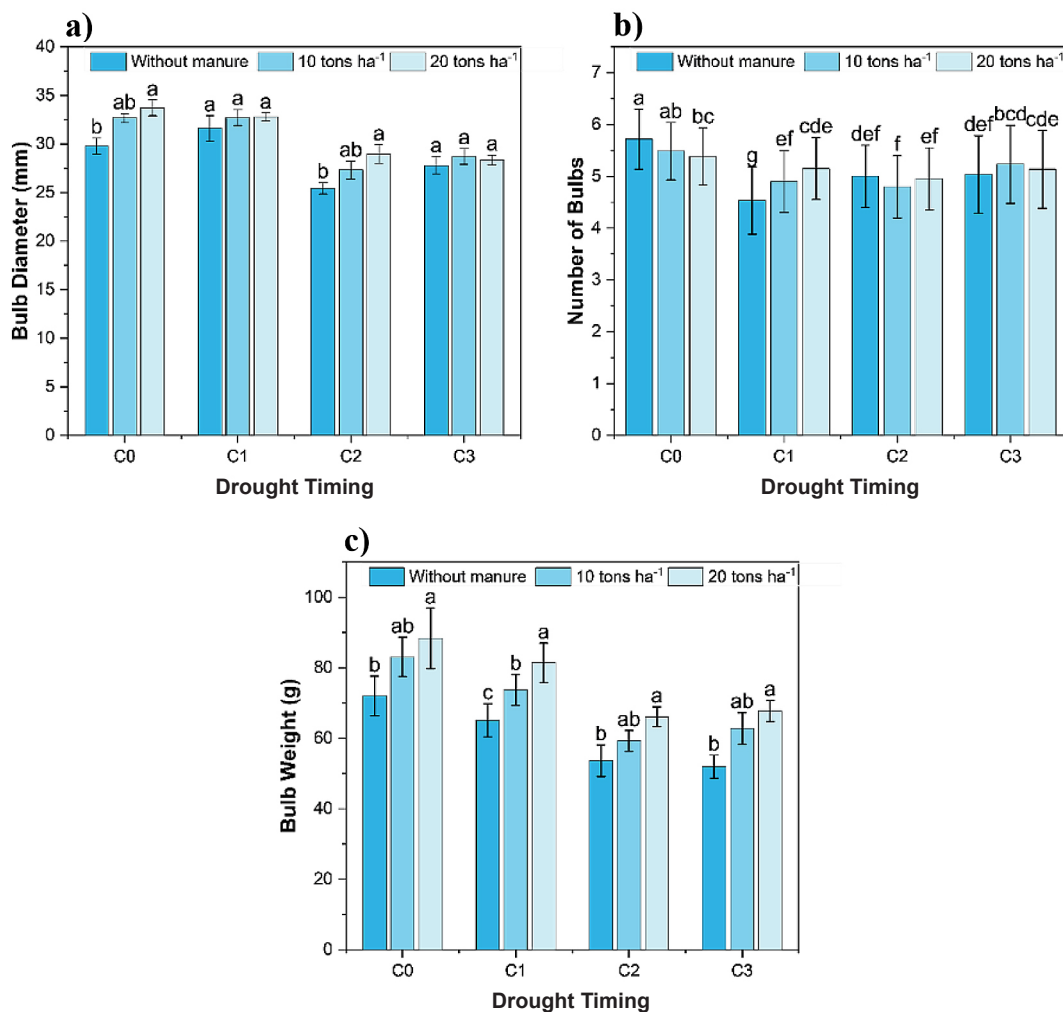 a)
Without manure 10 tons ha⁻¹ 20 tons ha⁻¹
40
35
30
25
20
15
10
5
0
Bulb Diameter (mm)
b ab a a a a b ab a a a a
C0 C1 C2 C3
Drought Timing
b)
Without manure 10 tons ha⁻¹ 20 tons ha⁻¹
7
6
5
4
3
2
1
0
Number of Bulbs
a ab bc g ef cde def f ef def bcd cde
C0 C1 C2 C3
Drought Timing
c)
Without manure 10 tons ha⁻¹ 20 tons ha⁻¹
100
80
60
40
20
0
Bulb Weight (g)
b ab a c b a b ab a b ab a
C0 C1 C2 C3
Drought Timing